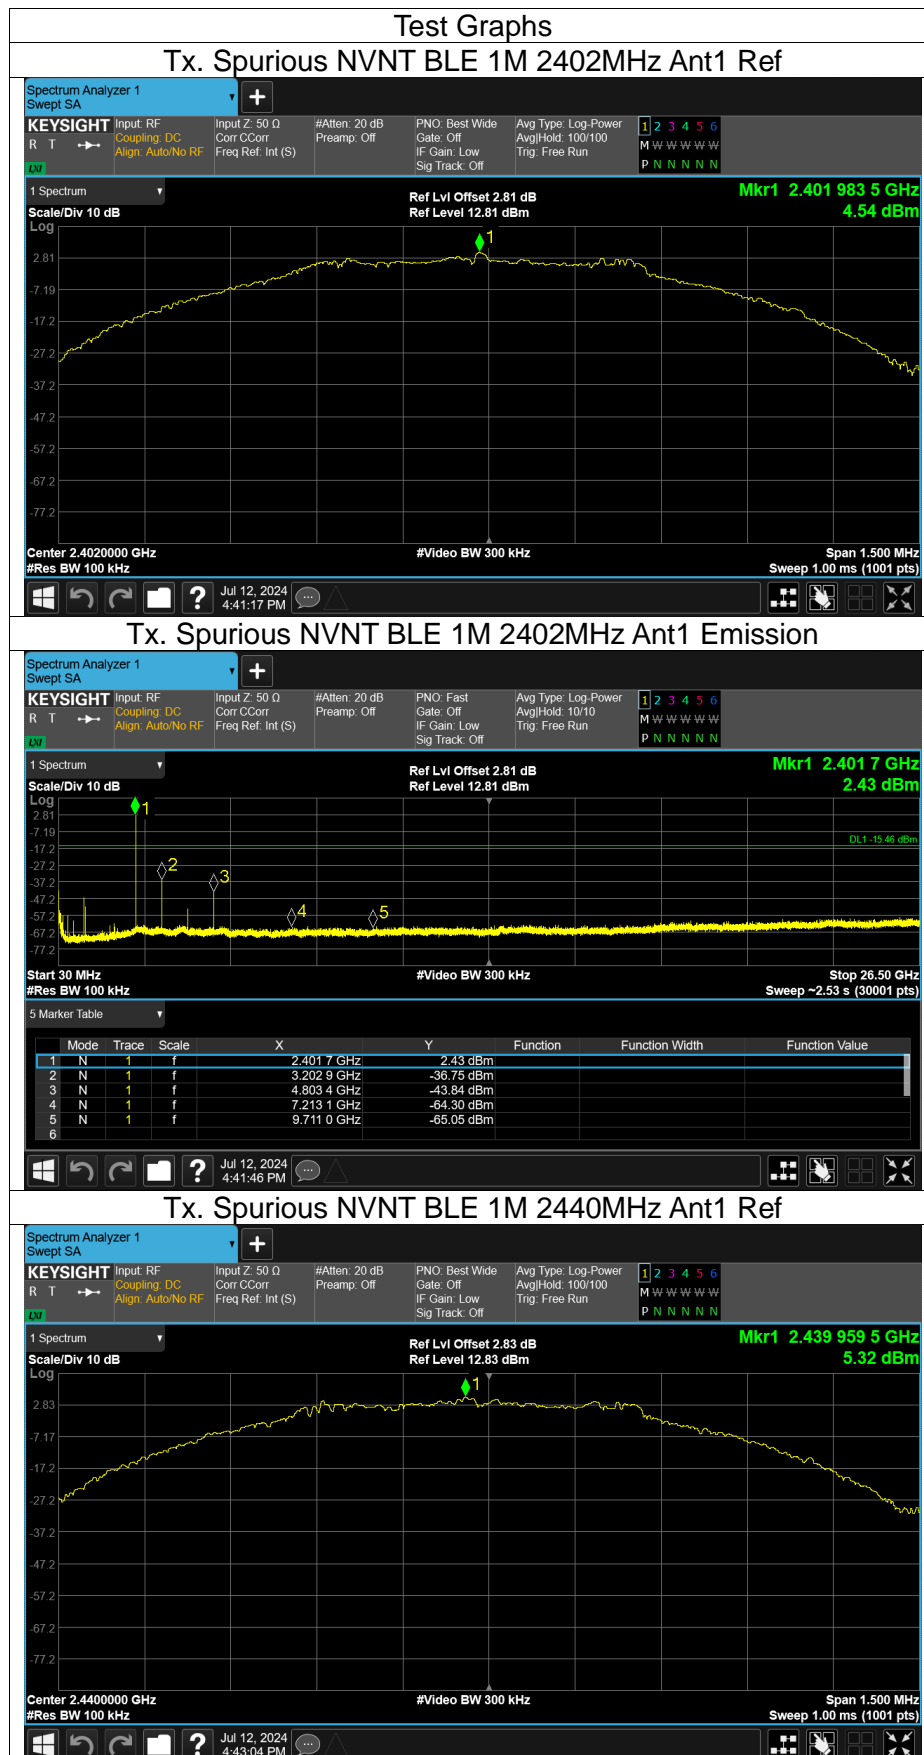 Test Graphs
Tx. Spurious NVNT BLE 1M 2402MHz Ant1 Ref
Spectrum Analyzer 1
Swept SA
KEYSIGHT Input: RF Input Z: 50 Ω #Atten: 20 dB PNO: Best Wide Avg Type: Log-Power 1 2 3 4 5 6
R T Coupling: DC Corr CCorr Preamp: Off Gate: Off Avg|Hold: 100/100 M W W W W W
Align: Auto/No RF Freq Ref: Int (S) IF Gain: Low Trig: Free Run
LXI Sig Track: Off P N N N N N
1 Spectrum Ref Lvl Offset 2.81 dB Mkr1 2.401 983 5 GHz
Scale/Div 10 dB Ref Level 12.81 dBm 4.54 dBm
Log
1
2.81
-7.19
-17.2
-27.2
-37.2
-47.2
-57.2
-67.2
-77.2
Center 2.4020000 GHz #Video BW 300 kHz Span 1.500 MHz
#Res BW 100 kHz Sweep 1.00 ms (1001 pts)
Jul 12, 2024
4:41:17 PM
Tx. Spurious NVNT BLE 1M 2402MHz Ant1 Emission
Spectrum Analyzer 1
Swept SA
KEYSIGHT Input: RF Input Z: 50 Ω #Atten: 20 dB PNO: Fast Avg Type: Log-Power 1 2 3 4 5 6
R T Coupling: DC Corr CCorr Preamp: Off Gate: Off Avg|Hold: 10/10 M W W W W W
Align: Auto/No RF Freq Ref: Int (S) IF Gain: Low Trig: Free Run
LXI Sig Track: Off P N N N N N
1 Spectrum Ref Lvl Offset 2.81 dB Mkr1 2.401 7 GHz
Scale/Div 10 dB Ref Level 12.81 dBm 2.43 dBm
Log
1
2.81
-7.19
DL1 -15.46 dBm
-17.2
-27.2
2
3
-37.2
-47.2
4 5
-57.2
-67.2
-77.2
Start 30 MHz #Video BW 300 kHz Stop 26.50 GHz
#Res BW 100 kHz Sweep ~2.53 s (30001 pts)
5 Marker Table
Mode Trace Scale X Y Function Function Width Function Value
1 N 1 f 2.401 7 GHz 2.43 dBm
2 N 1 f 3.202 9 GHz -36.75 dBm
3 N 1 f 4.803 4 GHz -43.84 dBm
4 N 1 f 7.213 1 GHz -64.30 dBm
5 N 1 f 9.711 0 GHz -65.05 dBm
6
Jul 12, 2024
4:41:46 PM
Tx. Spurious NVNT BLE 1M 2440MHz Ant1 Ref
Spectrum Analyzer 1
Swept SA
KEYSIGHT Input: RF Input Z: 50 Ω #Atten: 20 dB PNO: Best Wide Avg Type: Log-Power 1 2 3 4 5 6
R T Coupling: DC Corr CCorr Preamp: Off Gate: Off Avg|Hold: 100/100 M W W W W W
Align: Auto/No RF Freq Ref: Int (S) IF Gain: Low Trig: Free Run
LXI Sig Track: Off P N N N N N
1 Spectrum Ref Lvl Offset 2.83 dB Mkr1 2.439 959 5 GHz
Scale/Div 10 dB Ref Level 12.83 dBm 5.32 dBm
Log
1
2.83
-7.17
-17.2
-27.2
-37.2
-47.2
-57.2
-67.2
-77.2
Center 2.4400000 GHz #Video BW 300 kHz Span 1.500 MHz
#Res BW 100 kHz Sweep 1.00 ms (1001 pts)
Jul 12, 2024
4:43:04 PM